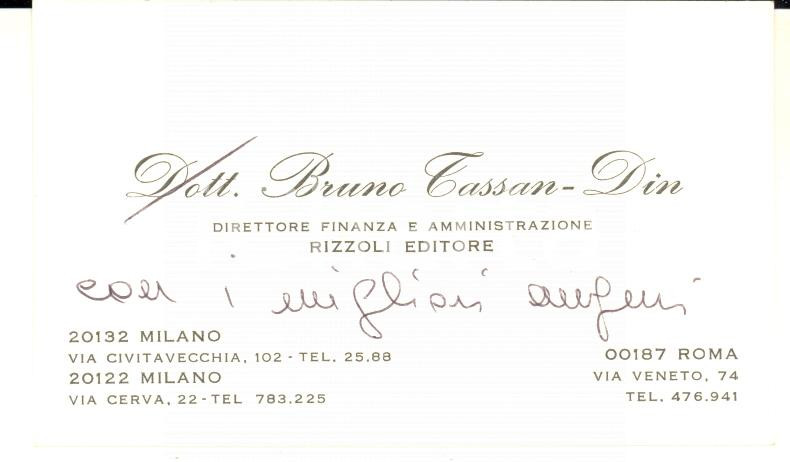 Dott. Bruno Tassan-Din
DIRETTORE FINANZA E AMMINISTRAZIONE
RIZZOLI EDITORE
con i migliori auguri
20132 MILANO
VIA CIVITAVECCHIA, 102 - TEL. 25.88
20122 MILANO
VIA CERVA, 22 - TEL 783.225
00187 ROMA
VIA VENETO, 74
TEL. 476.941